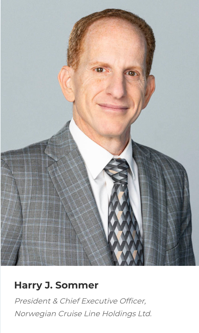 Harry J. Sommer
President & Chief Executive Officer,
Norwegian Cruise Line Holdings Ltd.